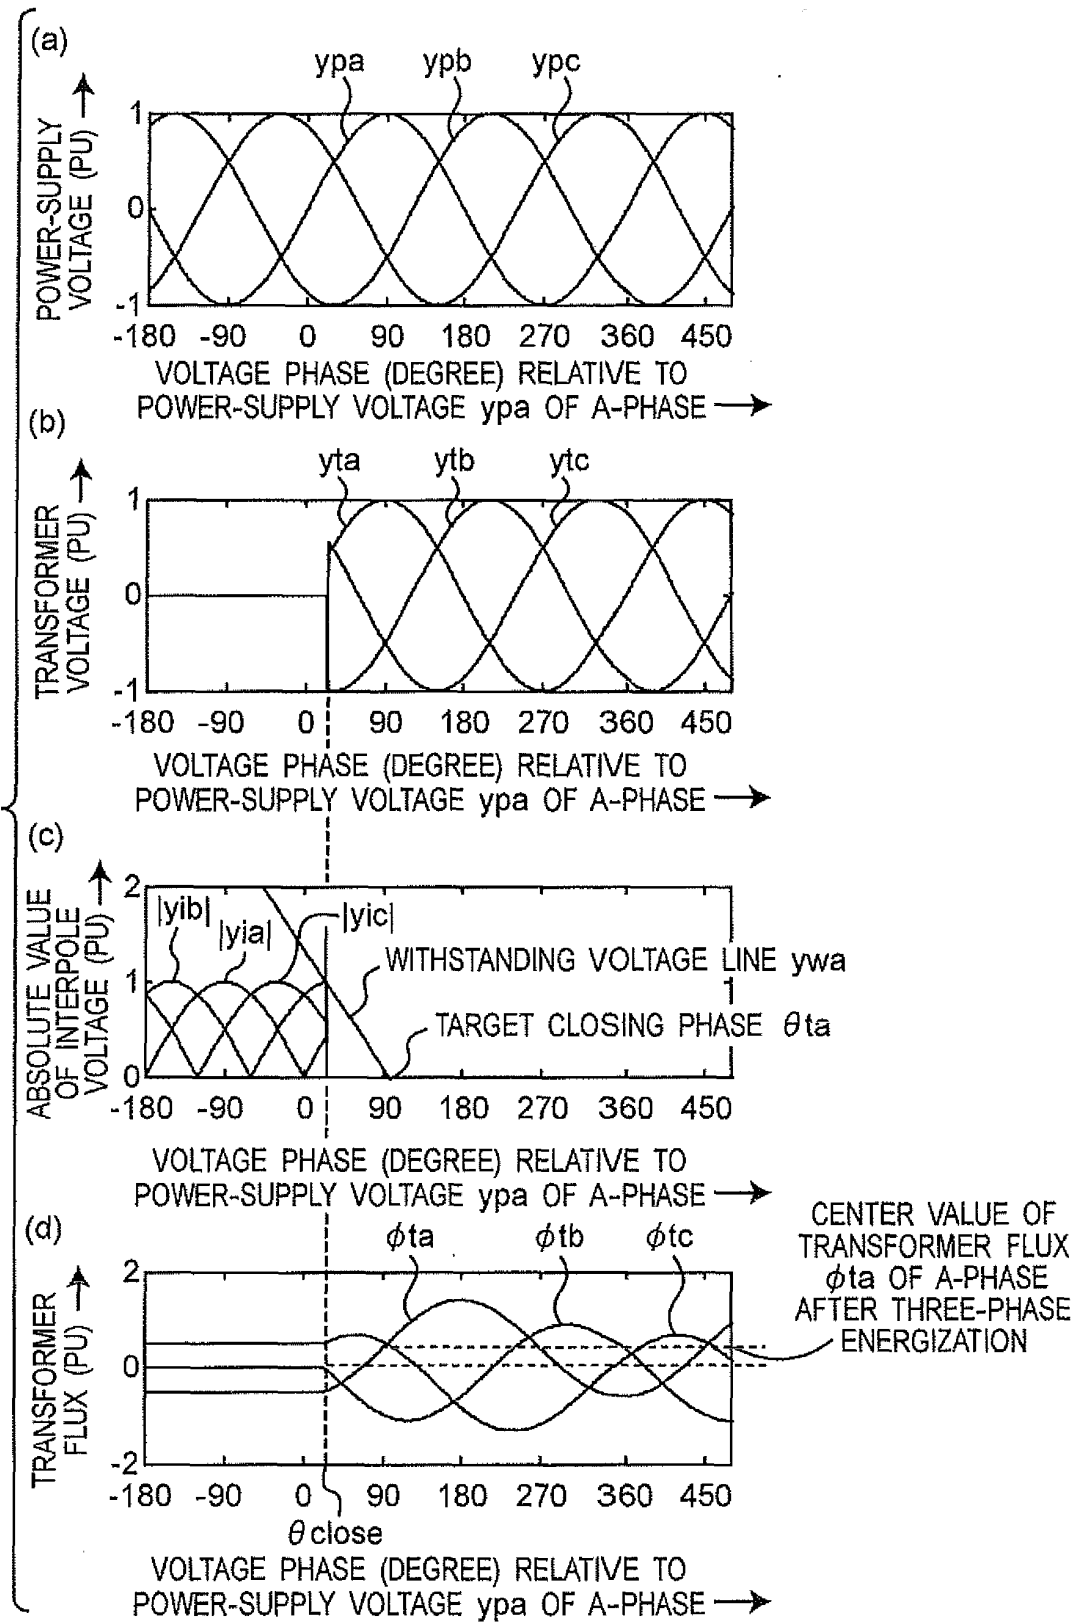 (a)
ypa ypb ypc
POWER-SUPPLY
VOLTAGE (PU)
1
0
-1
-180 -90 0 90 180 270 360 450
VOLTAGE PHASE (DEGREE) RELATIVE TO
POWER-SUPPLY VOLTAGE ypa OF A-PHASE
(b)
yta ytb ytc
TRANSFORMER
VOLTAGE (PU)
1
0
-1
-180 -90 0 90 180 270 360 450
VOLTAGE PHASE (DEGREE) RELATIVE TO
POWER-SUPPLY VOLTAGE ypa OF A-PHASE
(c)
ABSOLUTE VALUE
OF INTERPOLE
VOLTAGE (PU)
2
1
0
|yib| |yia| |yic|
WITHSTANDING VOLTAGE LINE ywa
TARGET CLOSING PHASE θta
-180 -90 0 90 180 270 360 450
VOLTAGE PHASE (DEGREE) RELATIVE TO
POWER-SUPPLY VOLTAGE ypa OF A-PHASE
(d)
ϕta ϕtb ϕtc
TRANSFORMER
FLUX (PU)
2
0
-2
CENTER VALUE OF
TRANSFORMER FLUX
ϕta OF A-PHASE
AFTER THREE-PHASE
ENERGIZATION
-180 -90 0 90 180 270 360 450
θclose
VOLTAGE PHASE (DEGREE) RELATIVE TO
POWER-SUPPLY VOLTAGE ypa OF A-PHASE